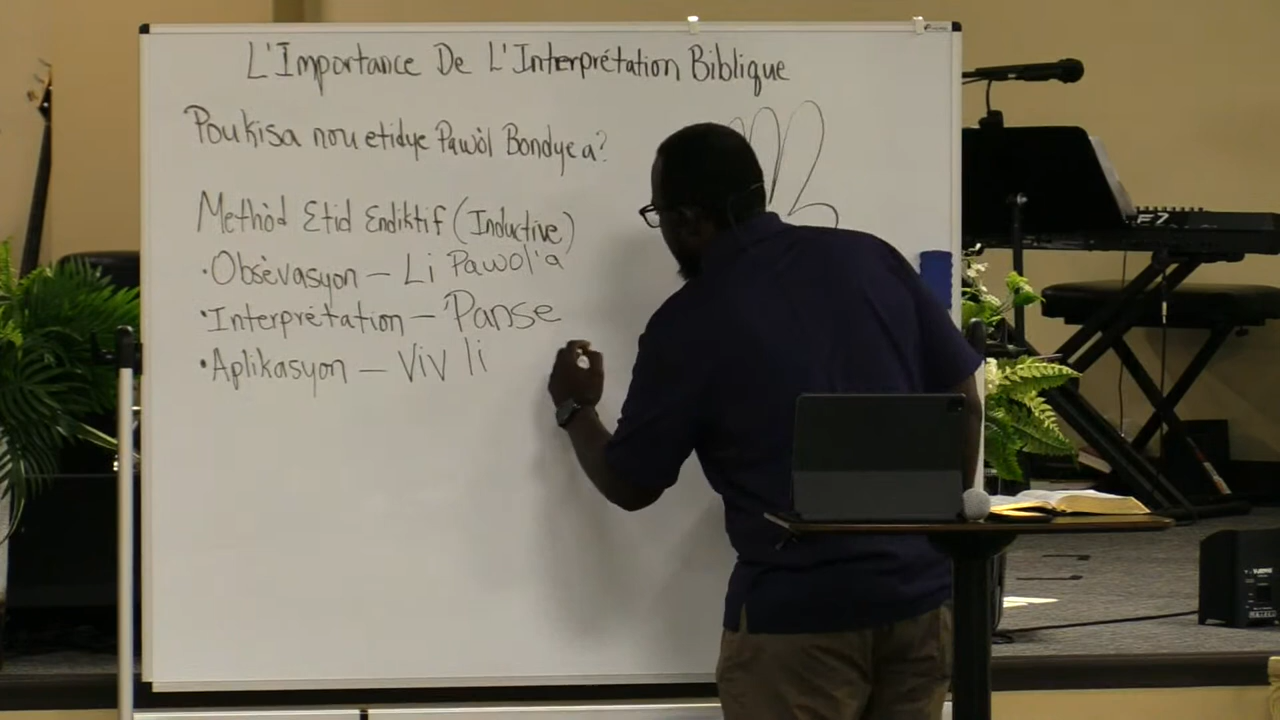 L'Importance De L'Interprétation Biblique
Poukisa nou etidye Pawòl Bondye a?
Methòd Etid Endiktif (Inductive)
• Obsèvasyon – Li Pawol'a
• Interprétation – Panse
• Aplikasyon – Viv li